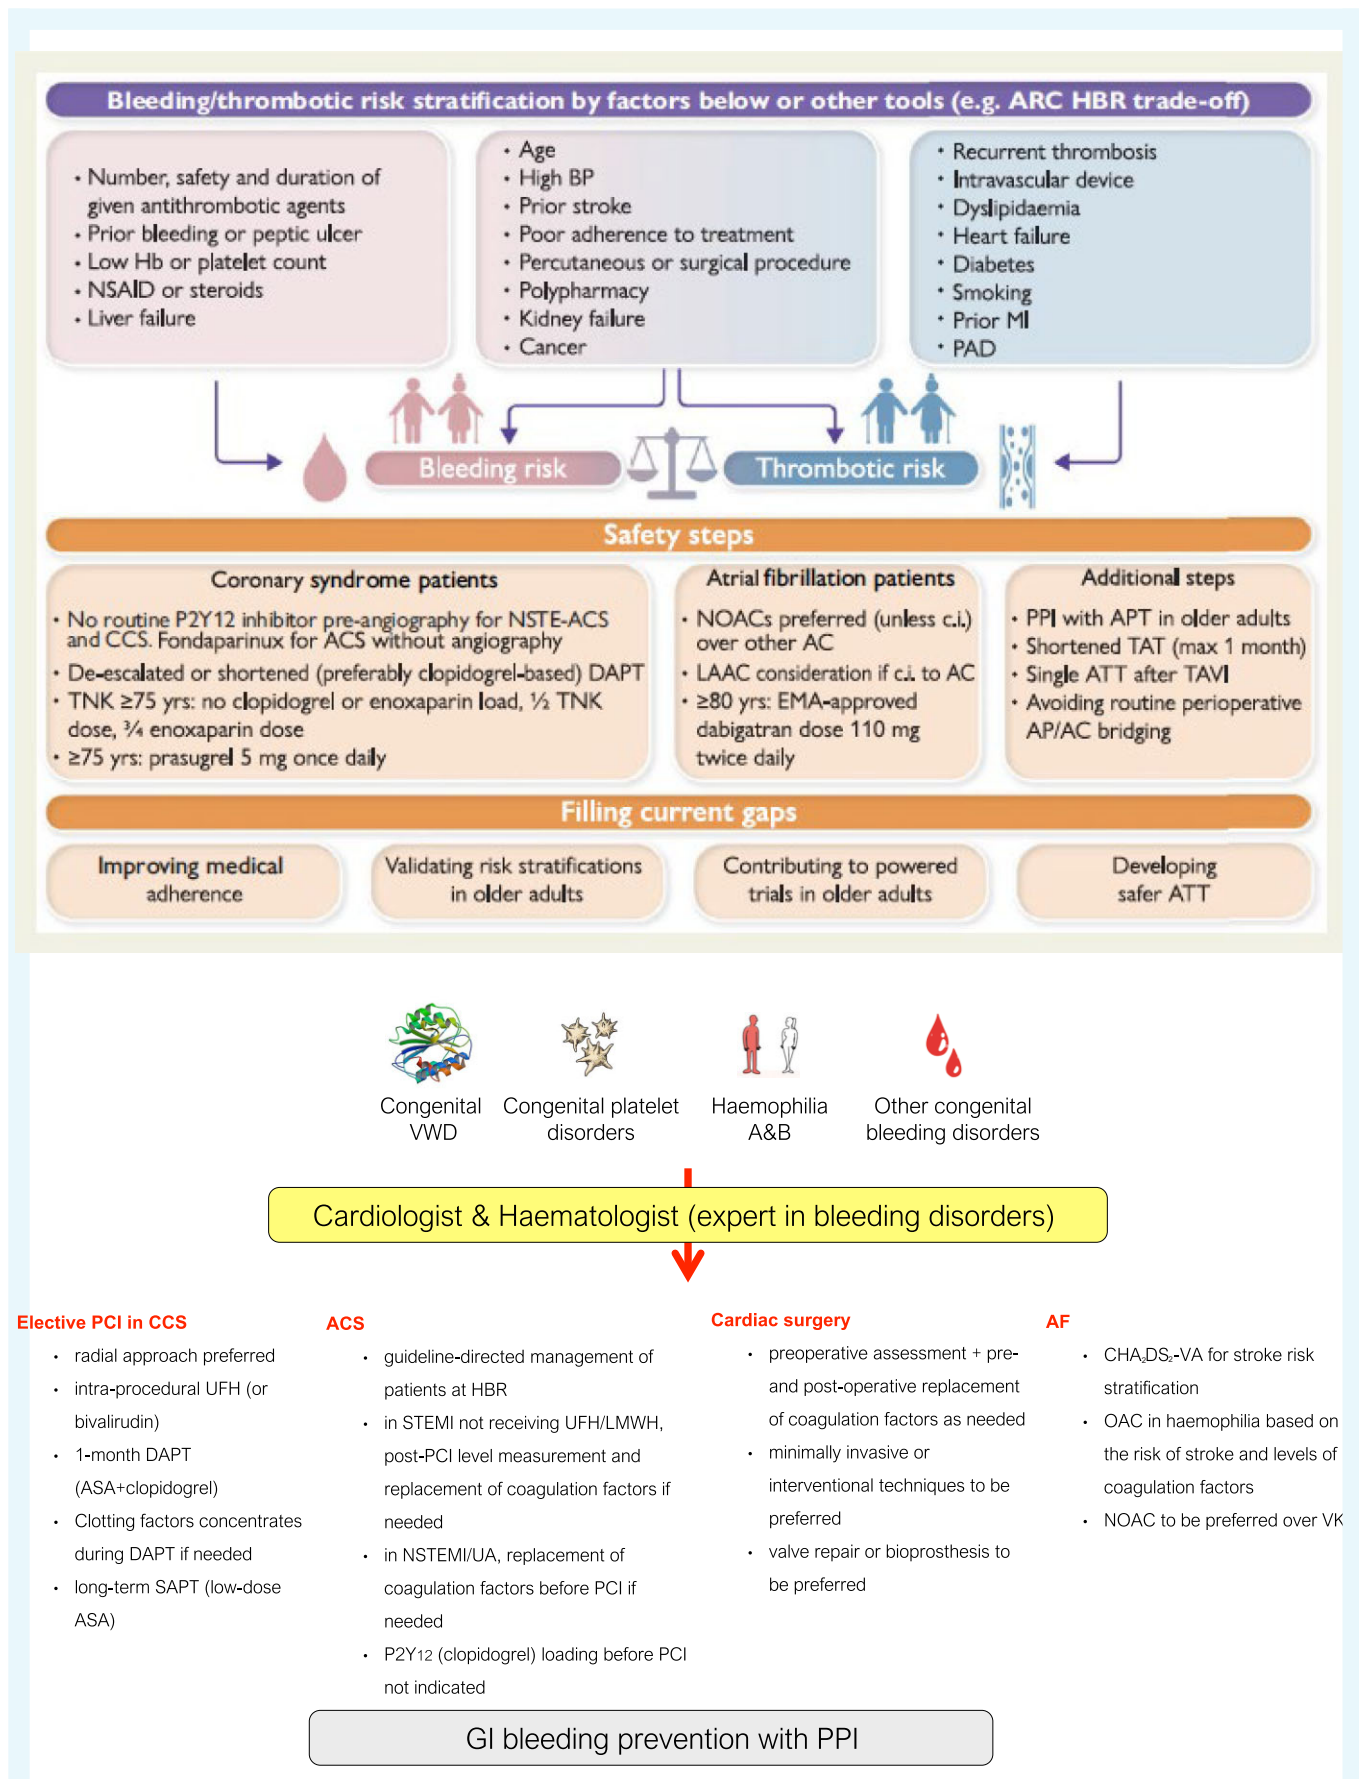 Bleeding/thrombotic risk stratification by factors below or other tools (e.g. ARC HBR trade-off)
• Number, safety and duration of
given antithrombotic agents
• Prior bleeding or peptic ulcer
• Low Hb or platelet count
• NSAID or steroids
• Liver failure
• Age
• High BP
• Prior stroke
• Poor adherence to treatment
• Percutaneous or surgical procedure
• Polypharmacy
• Kidney failure
• Cancer
• Recurrent thrombosis
• Intravascular device
• Dyslipidaemia
• Heart failure
• Diabetes
• Smoking
• Prior MI
• PAD
Bleeding risk
Thrombotic risk
Safety steps
Coronary syndrome patients
• No routine P2Y12 inhibitor pre-angiography for NSTE-ACS
and CCS. Fondaparinux for ACS without angiography
• De-escalated or shortened (preferably clopidogrel-based) DAPT
• TNK ≥75 yrs: no clopidogrel or enoxaparin load, ½ TNK
dose, ¾ enoxaparin dose
• ≥75 yrs: prasugrel 5 mg once daily
Atrial fibrillation patients
• NOACs preferred (unless c.i.)
over other AC
• LAAC consideration if c.i. to AC
• ≥80 yrs: EMA-approved
dabigatran dose 110 mg
twice daily
Additional steps
• PPI with APT in older adults
• Shortened TAT (max 1 month)
• Single ATT after TAVI
• Avoiding routine perioperative
AP/AC bridging
Filling current gaps
Improving medical
adherence
Validating risk stratifications
in older adults
Contributing to powered
trials in older adults
Developing
safer ATT
Congenital
VWD
Congenital platelet
disorders
Haemophilia
A&B
Other congenital
bleeding disorders
Cardiologist & Haematologist (expert in bleeding disorders)
Elective PCI in CCS
• radial approach preferred
• intra-procedural UFH (or
bivalirudin)
• 1-month DAPT
(ASA+clopidogrel)
• Clotting factors concentrates
during DAPT if needed
• long-term SAPT (low-dose
ASA)
ACS
• guideline-directed management of
patients at HBR
• in STEMI not receiving UFH/LMWH,
post-PCI level measurement and
replacement of coagulation factors if
needed
• in NSTEMI/UA, replacement of
coagulation factors before PCI if
needed
• P2Y12 (clopidogrel) loading before PCI
not indicated
Cardiac surgery
• preoperative assessment + pre-
and post-operative replacement
of coagulation factors as needed
• minimally invasive or
interventional techniques to be
preferred
• valve repair or bioprosthesis to
be preferred
AF
• CHA2DS2-VA for stroke risk
stratification
• OAC in haemophilia based on
the risk of stroke and levels of
coagulation factors
• NOAC to be preferred over VK
GI bleeding prevention with PPI